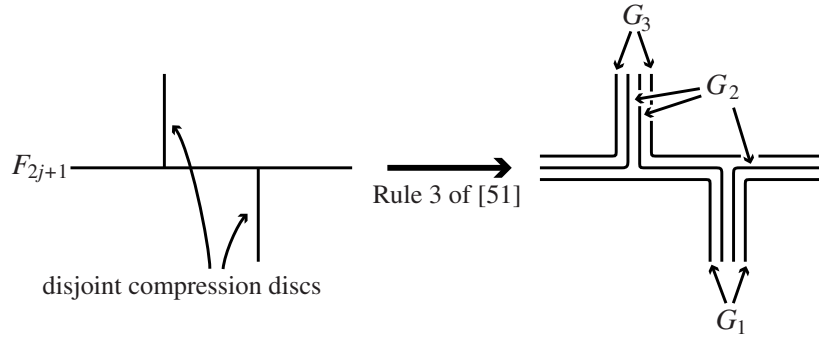 G₃
G₂
F₂ⱼ₊₁
Rule 3 of [51]
disjoint compression discs
G₁